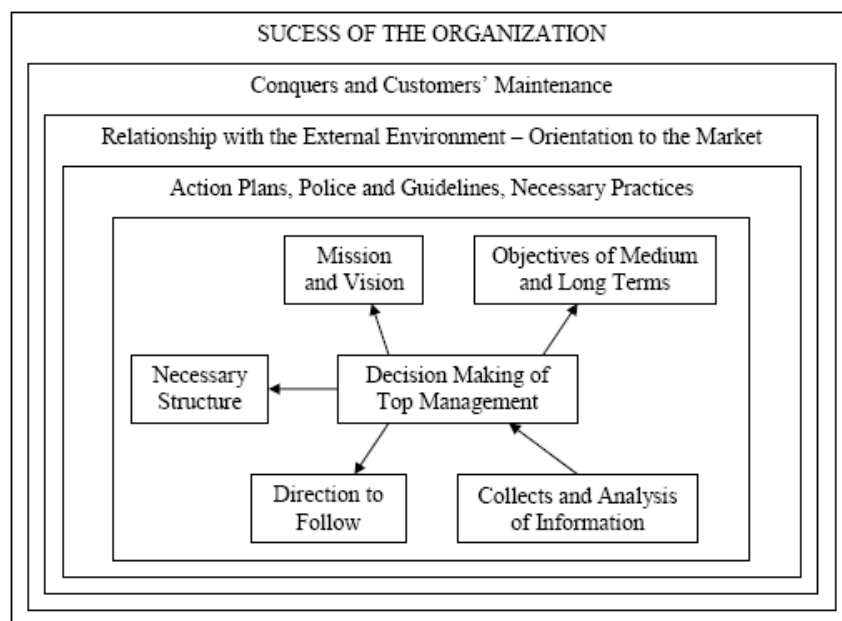 SUCESS OF THE ORGANIZATION
Conquers and Customers’ Maintenance
Relationship with the External Environment – Orientation to the Market
Action Plans, Police and Guidelines, Necessary Practices
Mission
and Vision
Objectives of Medium
and Long Terms
Necessary
Structure
Decision Making of
Top Management
Direction to
Follow
Collects and Analysis
of Information